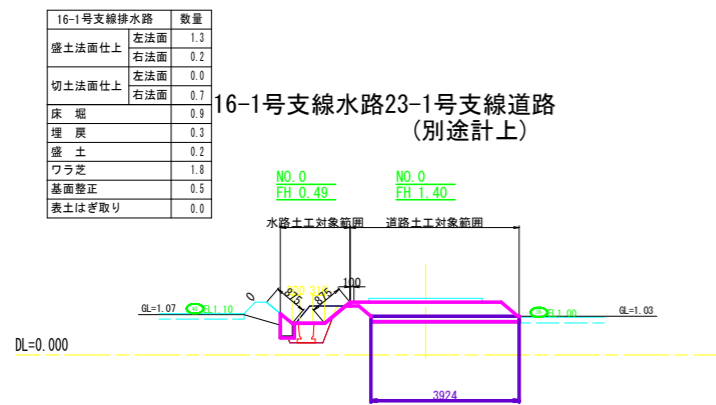 16-1号支線排水路 数量
盛土法面仕上 左法面 1.3
右法面 0.2
切土法面仕上 左法面 0.0
右法面 0.7
床 堀 0.9
埋 戻 0.3
盛 土 0.2
ワラ芝 1.8
基面整正 0.5
表土はぎ取り 0.0
16-1号支線水路23-1号支線道路
(別途計上)
NO.0
FH 0.49
NO.0
FH 1.40
水路土工対象範囲
道路土工対象範囲
100
0
875
875
GL=1.07
EL1.10
EL1.00
GL=1.03
DL=0.000
3924